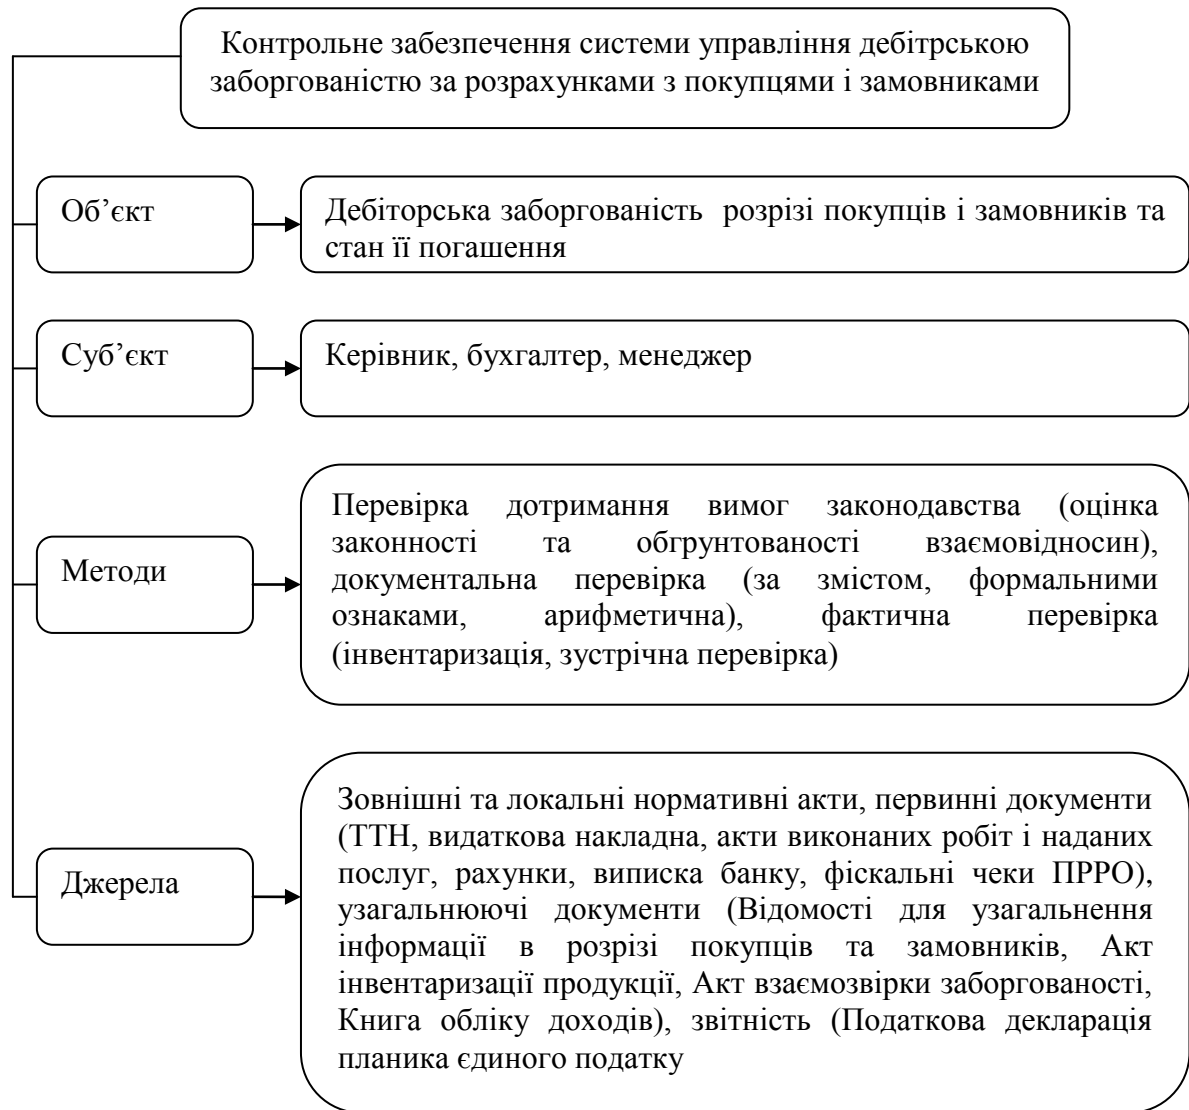 Контрольне забезпечення системи управління дебітрською
заборгованістю за розрахунками з покупцями і замовниками
Об’єкт
Дебіторська заборгованість розрізі покупців і замовників та
стан її погашення
Суб’єкт
Керівник, бухгалтер, менеджер
Методи
Перевірка дотримання вимог законодавства (оцінка
законності та обгрунтованості взаємовідносин),
документальна перевірка (за змістом, формальними
ознаками, арифметична), фактична перевірка
(інвентаризація, зустрічна перевірка)
Джерела
Зовнішні та локальні нормативні акти, первинні документи
(ТТН, видаткова накладна, акти виконаних робіт і наданих
послуг, рахунки, виписка банку, фіскальні чеки ПРРО),
узагальнюючі документи (Відомості для узагальнення
інформації в розрізі покупців та замовників, Акт
інвентаризації продукції, Акт взаємозвірки заборгованості,
Книга обліку доходів), звітність (Податкова декларація
планика єдиного податку